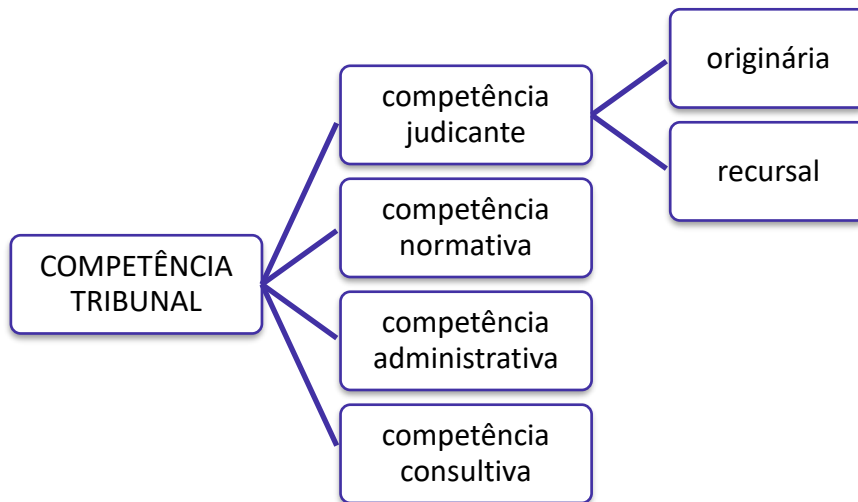 COMPETÊNCIA
TRIBUNAL
competência
judicante
originária
recursal
competência
normativa
competência
administrativa
competência
consultiva